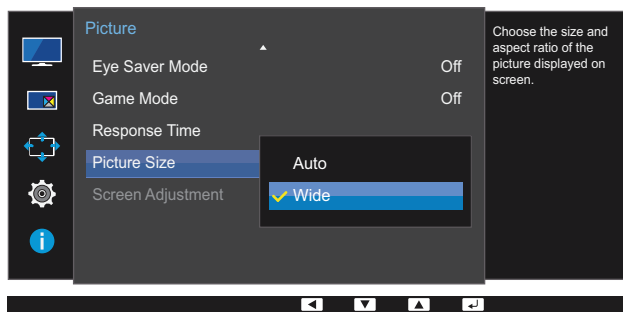 Picture
Eye Saver Mode Off
Game Mode Off
Response Time
Picture Size
Auto
Wide
Screen Adjustment
Choose the size and
aspect ratio of the
picture displayed on
screen.
i